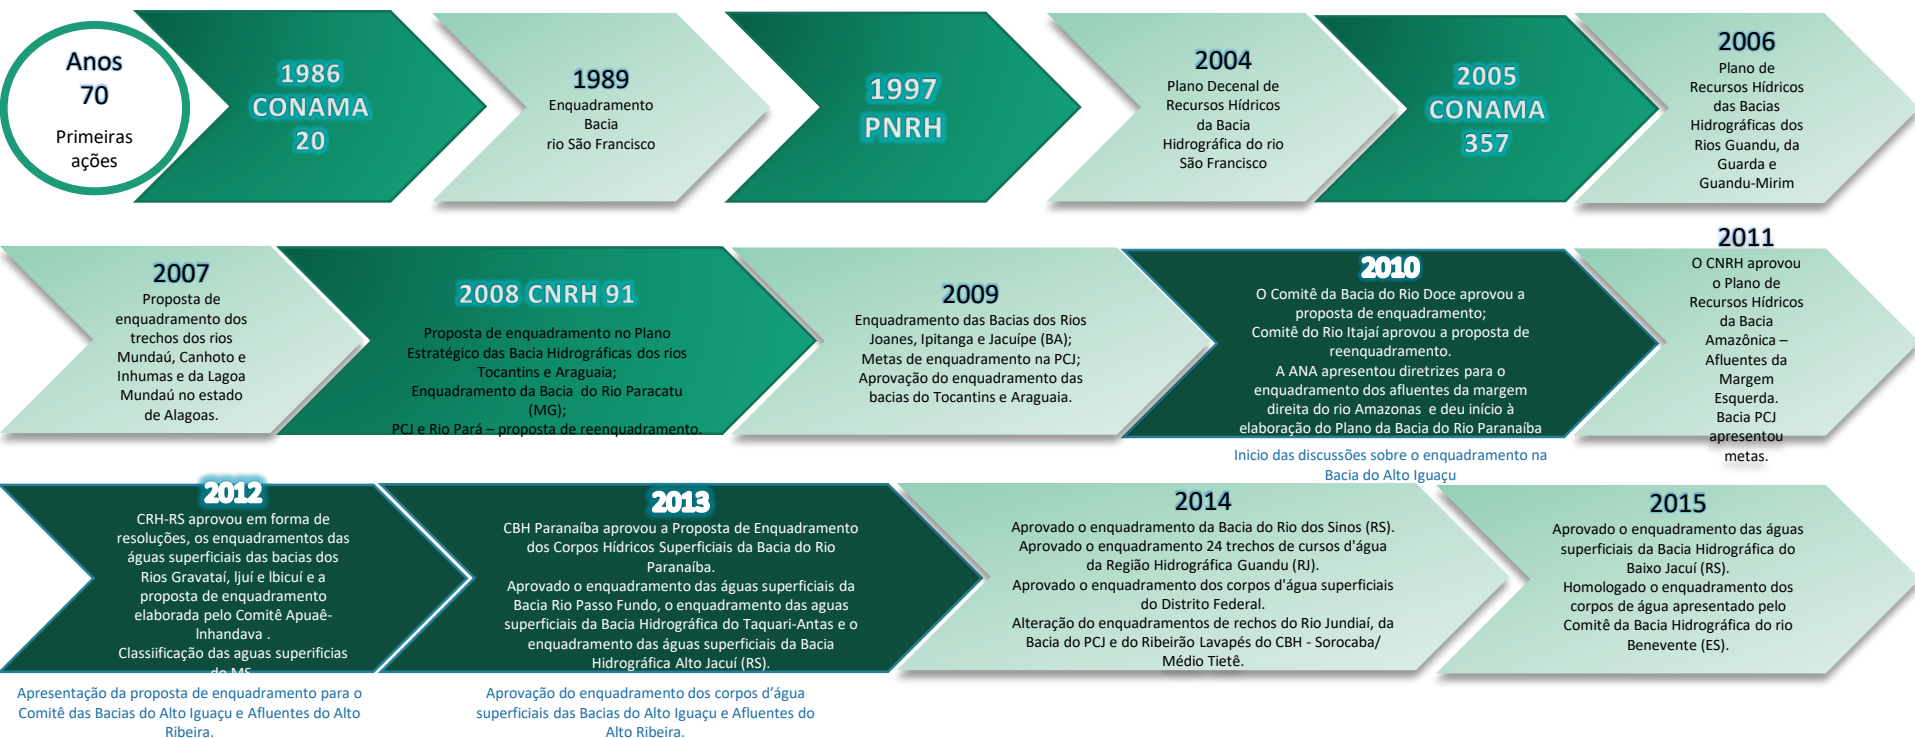 Anos
70
Primeiras
ações
1986
CONAMA
20
1989
Enquadramento
Bacia
rio São Francisco
1997
PNRH
2004
Plano Decenal de
Recursos Hídricos
da Bacia
Hidrográfica do rio
São Francisco
2005
CONAMA
357
2006
Plano de
Recursos Hídricos
das Bacias
Hidrográficas dos
Rios Guandu, da
Guarda e
Guandu-Mirim
2007
Proposta de
enquadramento dos
trechos dos rios
Mundaú, Canhoto e
Inhumas e da Lagoa
Mundaú no estado
de Alagoas.
2008 CNRH 91
Proposta de enquadramento no Plano
Estratégico das Bacia Hidrográficas dos rios
Tocantins e Araguaia;
Enquadramento da Bacia do Rio Paracatu
(MG);
PCJ e Rio Pará – proposta de reenquadramento.
2009
Enquadramento das Bacias dos Rios
Joanes, Ipitanga e Jacuípe (BA);
Metas de enquadramento na PCJ;
Aprovação do enquadramento das
bacias do Tocantins e Araguaia.
2010
O Comitê da Bacia do Rio Doce aprovou a
proposta de enquadramento;
Comitê do Rio Itajaí aprovou a proposta de
reenquadramento.
A ANA apresentou diretrizes para o
enquadramento dos afluentes da margem
direita do rio Amazonas e deu início à
elaboração do Plano da Bacia do Rio Paranaíba
Inicio das discussões sobre o enquadramento na
Bacia do Alto Iguaçu
2011
O CNRH aprovou
o Plano de
Recursos Hídricos
da Bacia
Amazônica –
Afluentes da
Margem
Esquerda.
Bacia PCJ
apresentou
metas.
2012
CRH-RS aprovou em forma de
resoluções, os enquadramentos das
águas superficiais das bacias dos
Rios Gravataí, Ijuí e Ibicuí e a
proposta de enquadramento
elaborada pelo Comitê Apuaê-
Inhandava .
Classiificação das aguas superificias
do MS
Apresentação da proposta de enquadramento para o
Comitê das Bacias do Alto Iguaçu e Afluentes do Alto
Ribeira.
2013
CBH Paranaíba aprovou a Proposta de Enquadramento
dos Corpos Hídricos Superficiais da Bacia do Rio
Paranaíba.
Aprovado o enquadramento das águas superficiais da
Bacia Rio Passo Fundo, o enquadramento das aguas
superficiais da Bacia Hidrográfica do Taquari-Antas e o
enquadramento das águas superficiais da Bacia
Hidrográfica Alto Jacuí (RS).
Aprovação do enquadramento dos corpos d’água
superficiais das Bacias do Alto Iguaçu e Afluentes do
Alto Ribeira.
2014
Aprovado o enquadramento da Bacia do Rio dos Sinos (RS).
Aprovado o enquadramento 24 trechos de cursos d'água
da Região Hidrográfica Guandu (RJ).
Aprovado o enquadramento dos corpos d'água superficiais
do Distrito Federal.
Alteração do enquadramentos de rechos do Rio Jundiaí, da
Bacia do PCJ e do Ribeirão Lavapés do CBH - Sorocaba/
Médio Tietê.
2015
Aprovado o enquadramento das águas
superficiais da Bacia Hidrográfica do
Baixo Jacuí (RS).
Homologado o enquadramento dos
corpos de água apresentado pelo
Comitê da Bacia Hidrográfica do rio
Benevente (ES).